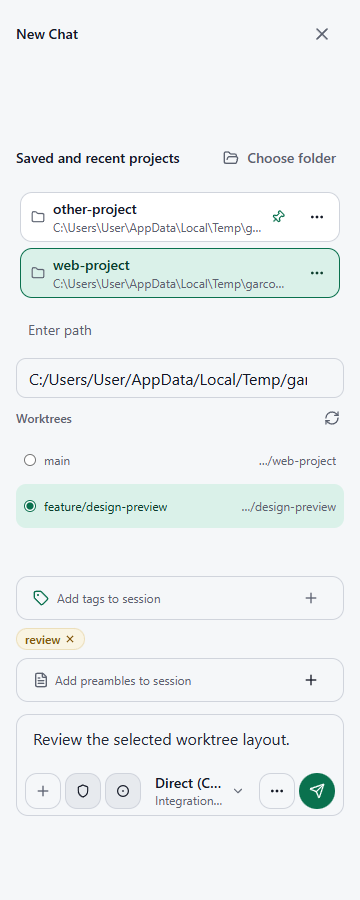 New Chat
Saved and recent projects
Choose folder
other-project
C:\Users\User\AppData\Local\Temp\g...
web-project
C:\Users\User\AppData\Local\Temp\garco...
Enter path
C:/Users/User/AppData/Local/Temp/gar
Worktrees
main .../web-project
feature/design-preview .../design-preview
Add tags to session
review
Add preambles to session
Review the selected worktree layout.
Direct (C...
Integration...